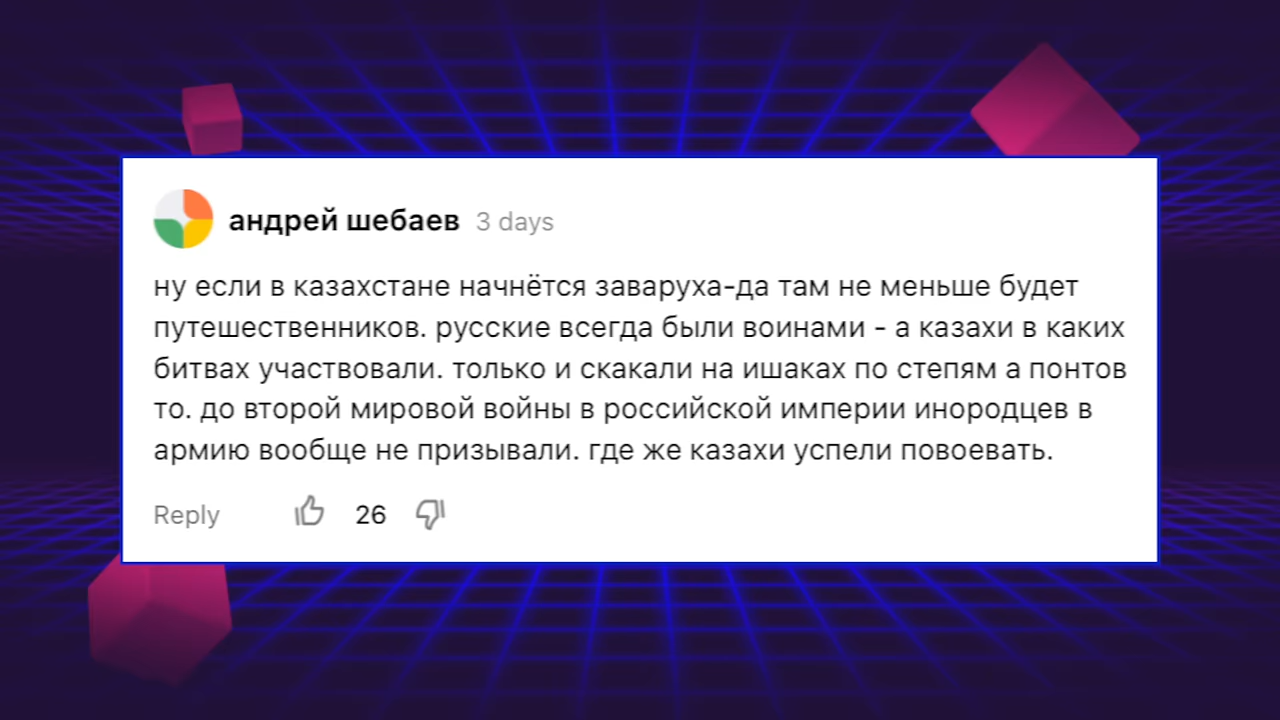 андрей шебаев 3 days
ну если в казахстане начнётся заваруха-да там не меньше будет
путешественников. русские всегда были воинами - а казахи в каких
битвах участвовали. только и скакали на ишаках по степям а понтов
то. до второй мировой войны в российской империи инородцев в
армию вообще не призывали. где же казахи успели повоевать.
Reply 26